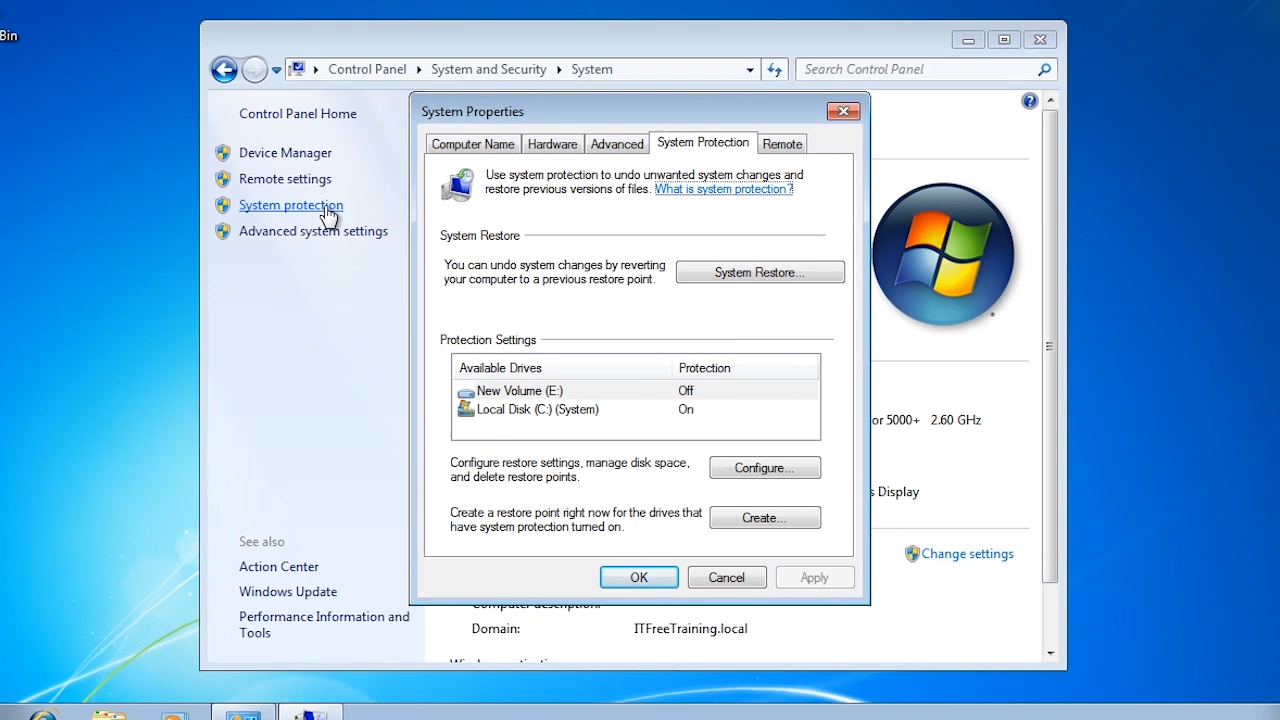 Bin
Control Panel
System and Security
System
Search Control Panel
Control Panel Home
Device Manager
Remote settings
System protection
Advanced system settings
See also
Action Center
Windows Update
Performance Information and
Tools
System Properties
Computer Name
Hardware
Advanced
System Protection
Remote
Use system protection to undo unwanted system changes and
restore previous versions of files. What is system protection?
System Restore
You can undo system changes by reverting
your computer to a previous restore point.
System Restore...
Protection Settings
Available Drives
Protection
New Volume (E:)
Off
Local Disk (C:) (System)
On
Configure restore settings, manage disk space,
and delete restore points.
Configure...
Create a restore point right now for the drives that
have system protection turned on.
Create...
OK
Cancel
Apply
or 5000+ 2.60 GHz
s Display
Change settings
Computer description:
Domain:
ITFreeTraining.local